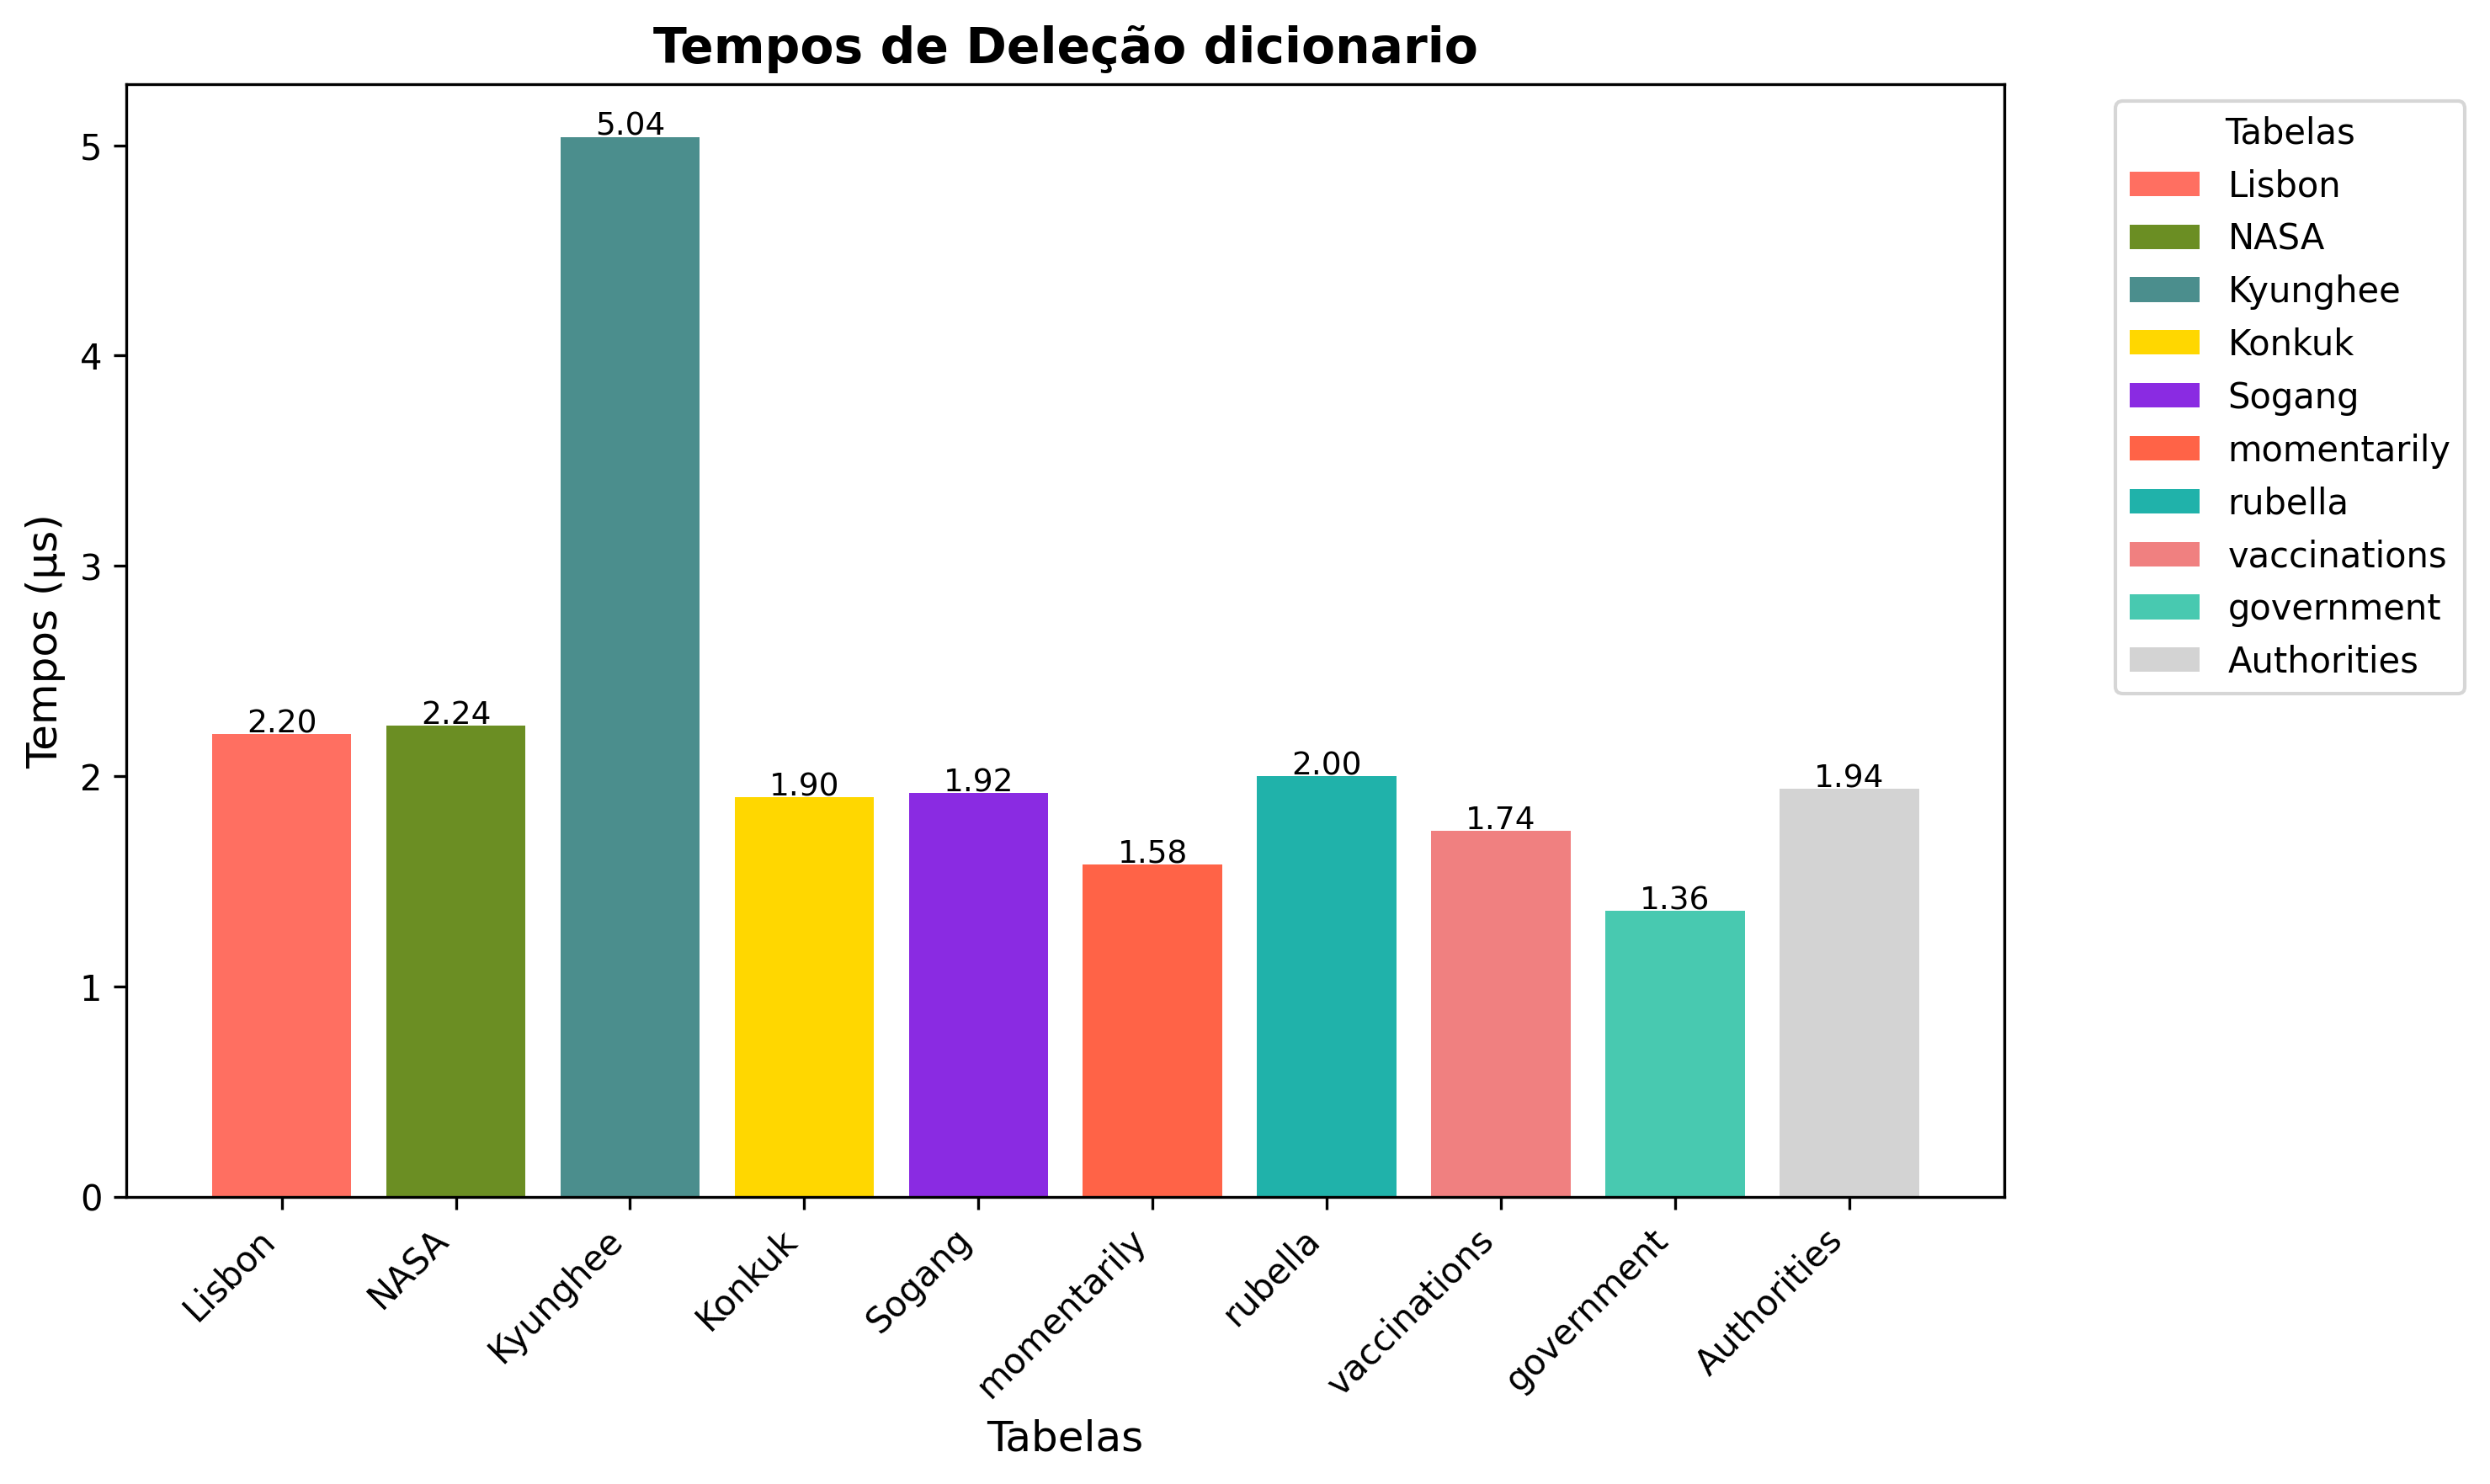 Tempos de Deleção dicionario
Tempos (µs)
5
4
3
2
1
0
2.20
2.24
5.04
1.90
1.92
1.58
2.00
1.74
1.36
1.94
Lisbon
NASA
Kyunghee
Konkuk
Sogang
momentarily
rubella
vaccinations
government
Authorities
Tabelas
Tabelas
Lisbon
NASA
Kyunghee
Konkuk
Sogang
momentarily
rubella
vaccinations
government
Authorities